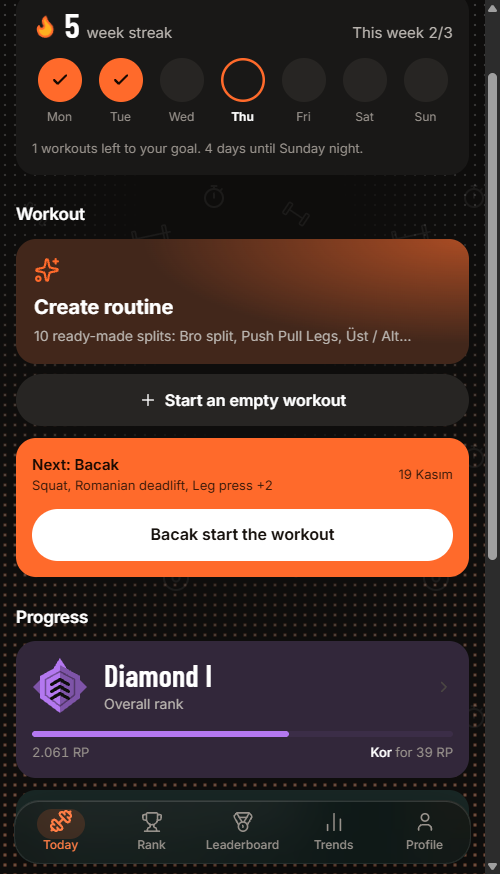 5 week streak
This week 2/3
Mon Tue Wed Thu Fri Sat Sun
1 workouts left to your goal. 4 days until Sunday night.
Workout
Create routine
10 ready-made splits: Bro split, Push Pull Legs, Üst / Alt...
+ Start an empty workout
Next: Bacak
Squat, Romanian deadlift, Leg press +2
19 Kasım
Bacak start the workout
Progress
Diamond I
Overall rank
2.061 RP
Kor for 39 RP
Today Rank Leaderboard Trends Profile